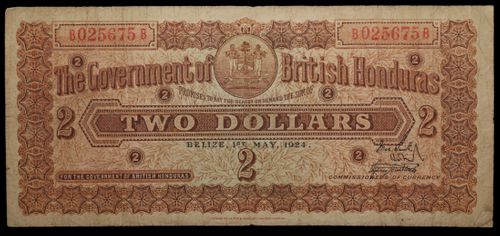 B025675B B025675B
The Government of British Honduras
2 2
PROMISES TO PAY THE BEARER ON DEMAND THE SUM OF
2 2
2 TWO DOLLARS 2
BELIZE, 1ST MAY, 1924
2 2 2
FOR THE GOVERNMENT OF BRITISH HONDURAS
COMMISSIONERS OF CURRENCY